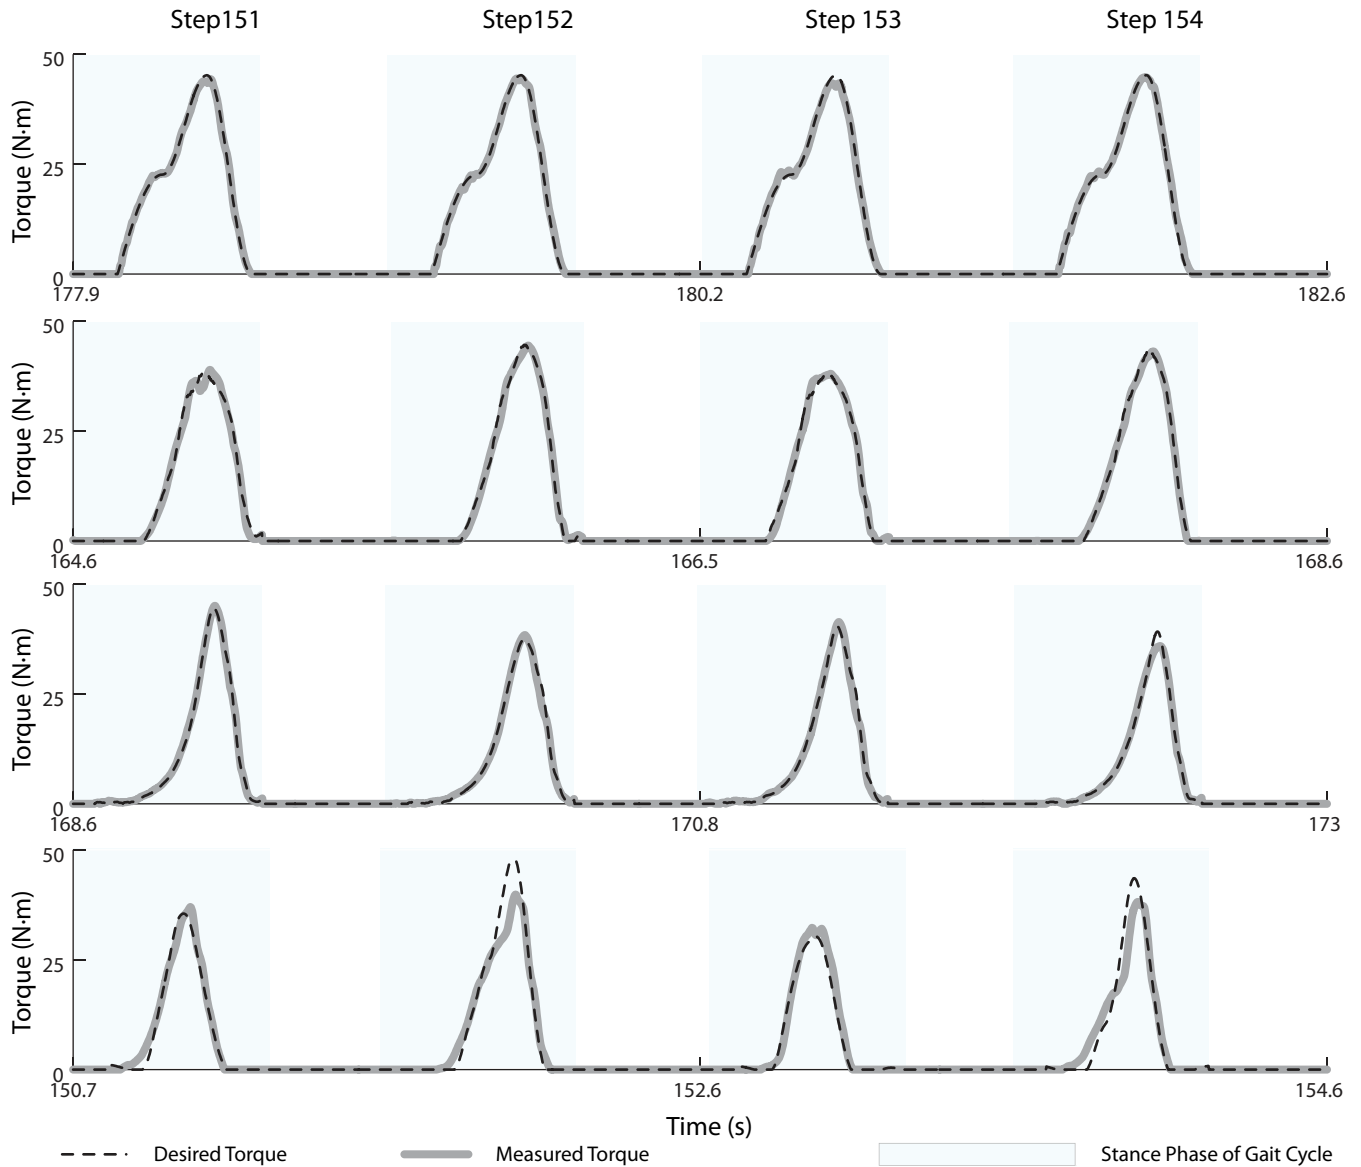 Step151 Step152 Step 153 Step 154
50
25
0
Torque (N·m)
177.9 180.2 182.6
50
25
0
Torque (N·m)
164.6 166.5 168.6
50
25
0
Torque (N·m)
168.6 170.8 173
50
25
0
Torque (N·m)
150.7 152.6 154.6
Time (s)
Desired Torque Measured Torque Stance Phase of Gait Cycle